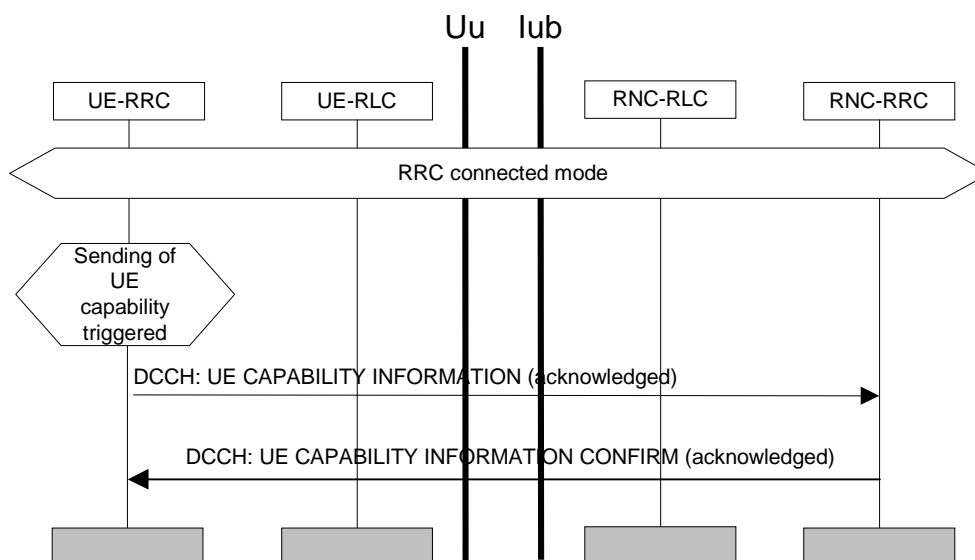 Uu Iub
UE-RRC UE-RLC RNC-RLC RNC-RRC
RRC connected mode
Sending of
UE
capability
triggered
DCCH: UE CAPABILITY INFORMATION (acknowledged)
DCCH: UE CAPABILITY INFORMATION CONFIRM (acknowledged)